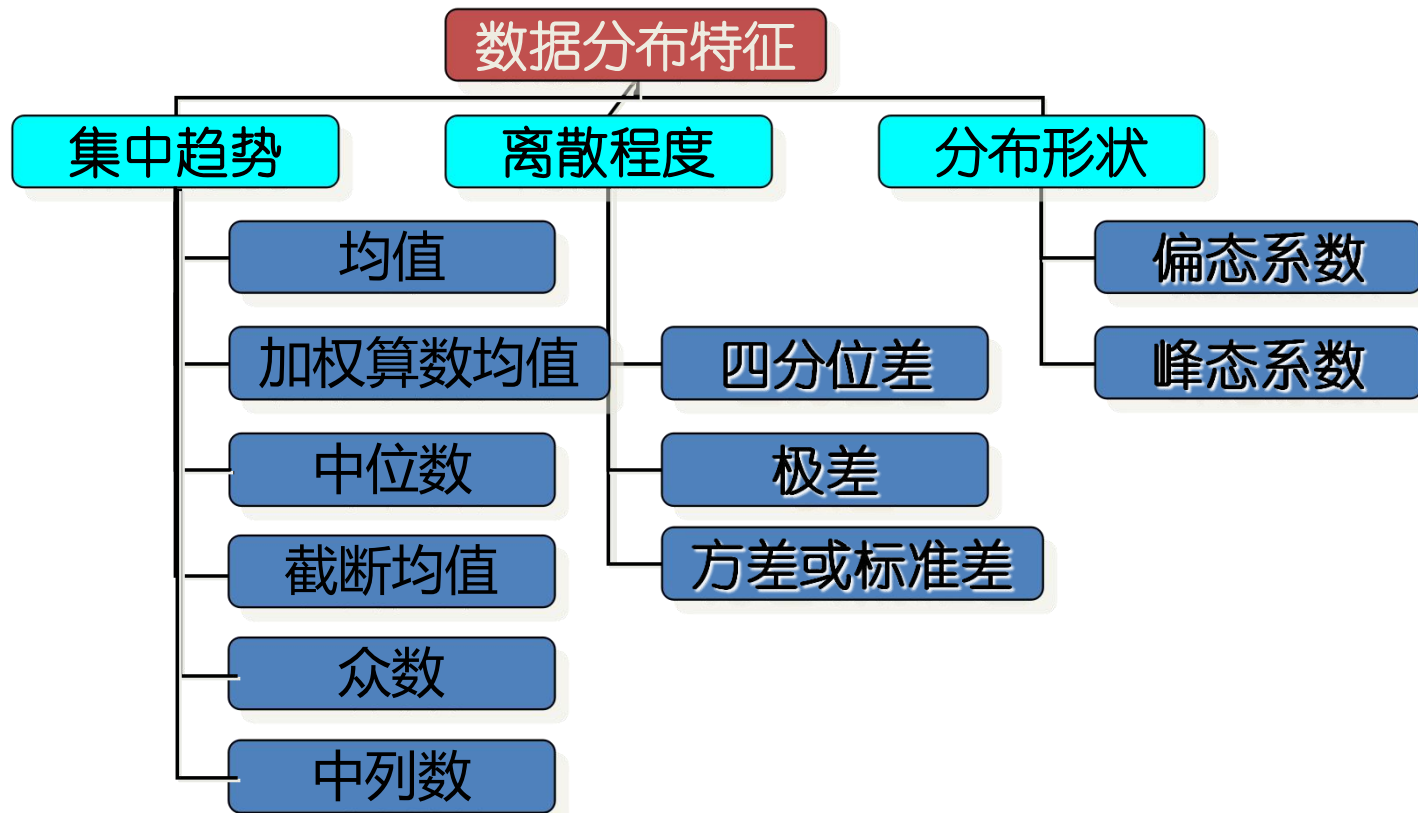 数据分布特征
集中趋势
离散程度
分布形状
均值
偏态系数
加权算数均值
四分位差
峰态系数
中位数
极差
截断均值
方差或标准差
众数
中列数